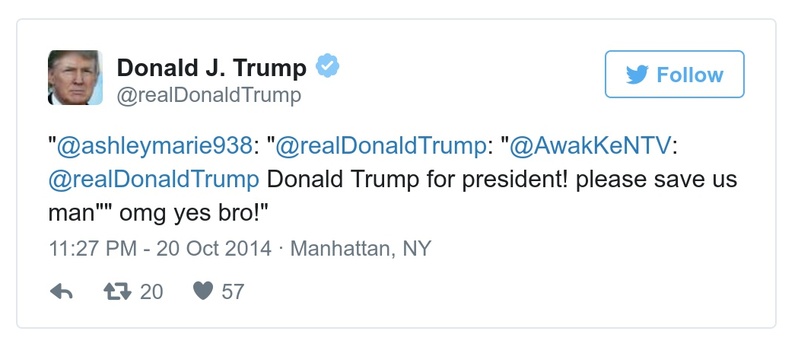 Donald J. Trump
@realDonaldTrump
Follow
"@ashleymarie938: "@realDonaldTrump: "@AwakKeNTV:
@realDonaldTrump Donald Trump for president! please save us
man"" omg yes bro!"
11:27 PM - 20 Oct 2014 · Manhattan, NY
20 57